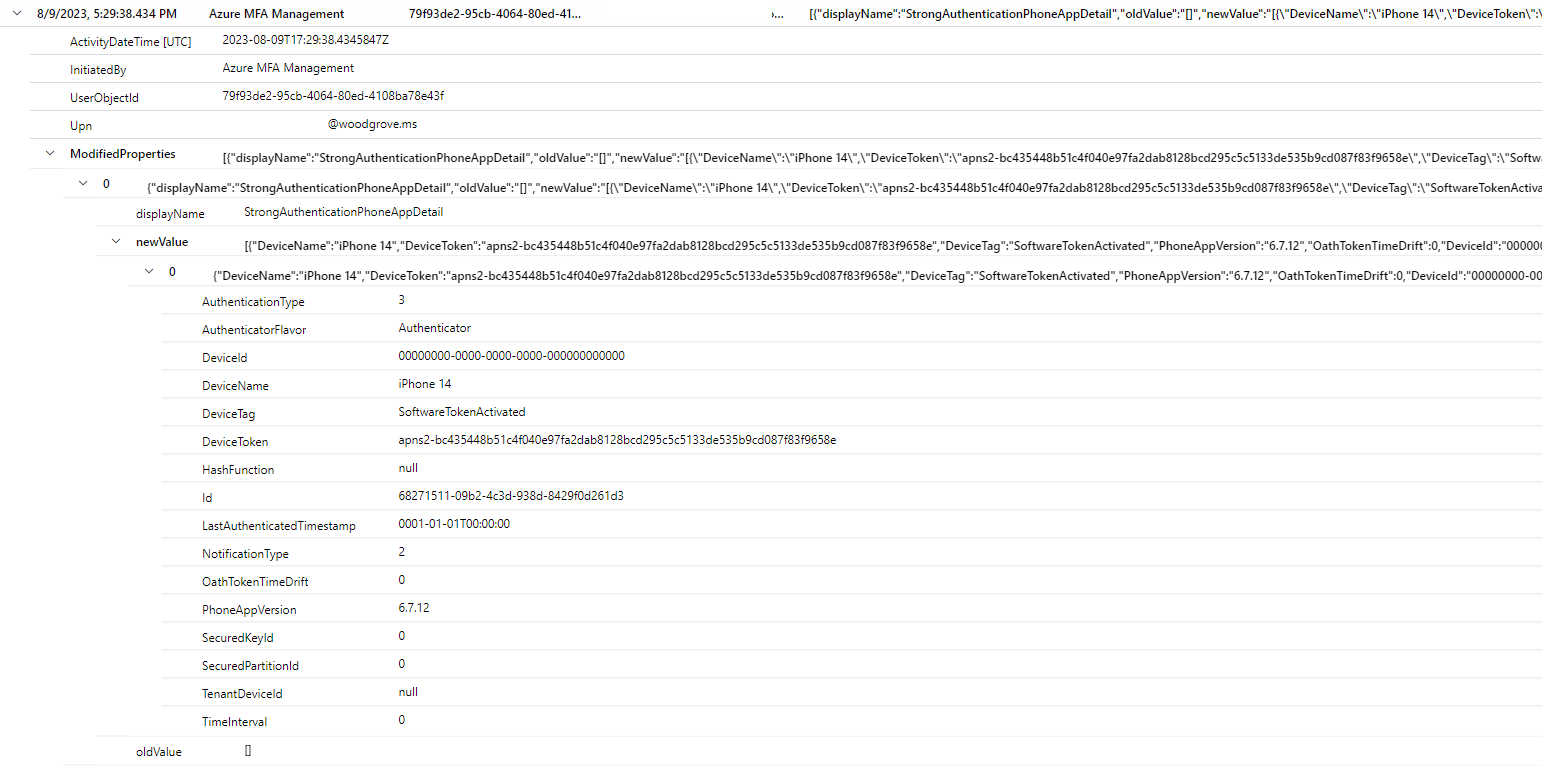 8/9/2023, 5:29:38.434 PM Azure MFA Management 79f93de2-95cb-4064-80ed-41... ›... [{"displayName":"StrongAuthenticationPhoneAppDetail","oldValue":"[]","newValue":"[{\"DeviceName\":\"iPhone 14\",\"DeviceToken\":\
ActivityDateTime [UTC] 2023-08-09T17:29:38.4345847Z
InitiatedBy Azure MFA Management
UserObjectId 79f93de2-95cb-4064-80ed-4108ba78e43f
Upn @woodgrove.ms
ModifiedProperties [{"displayName":"StrongAuthenticationPhoneAppDetail","oldValue":"[]","newValue":"[{\"DeviceName\":\"iPhone 14\",\"DeviceToken\":\"apns2-bc435448b51c4f040e97fa2dab8128bcd295c5c5133de535b9cd087f83f9658e\",\"DeviceTag\":\"Softw
0 {"displayName":"StrongAuthenticationPhoneAppDetail","oldValue":"[]","newValue":"[{\"DeviceName\":\"iPhone 14\",\"DeviceToken\":\"apns2-bc435448b51c4f040e97fa2dab8128bcd295c5c5133de535b9cd087f83f9658e\",\"DeviceTag\":\"SoftwareTokenActiva
displayName StrongAuthenticationPhoneAppDetail
newValue [{"DeviceName":"iPhone 14","DeviceToken":"apns2-bc435448b51c4f040e97fa2dab8128bcd295c5c5133de535b9cd087f83f9658e","DeviceTag":"SoftwareTokenActivated","PhoneAppVersion":"6.7.12","OathTokenTimeDrift":0,"DeviceId":"00000
0 {"DeviceName":"iPhone 14","DeviceToken":"apns2-bc435448b51c4f040e97fa2dab8128bcd295c5c5133de535b9cd087f83f9658e","DeviceTag":"SoftwareTokenActivated","PhoneAppVersion":"6.7.12","OathTokenTimeDrift":0,"DeviceId":"00000000-00
AuthenticationType 3
AuthenticatorFlavor Authenticator
DeviceId 00000000-0000-0000-0000-000000000000
DeviceName iPhone 14
DeviceTag SoftwareTokenActivated
DeviceToken apns2-bc435448b51c4f040e97fa2dab8128bcd295c5c5133de535b9cd087f83f9658e
HashFunction null
Id 68271511-09b2-4c3d-938d-8429f0d261d3
LastAuthenticatedTimestamp 0001-01-01T00:00:00
NotificationType 2
OathTokenTimeDrift 0
PhoneAppVersion 6.7.12
SecuredKeyId 0
SecuredPartitionId 0
TenantDeviceId null
TimeInterval 0
oldValue []